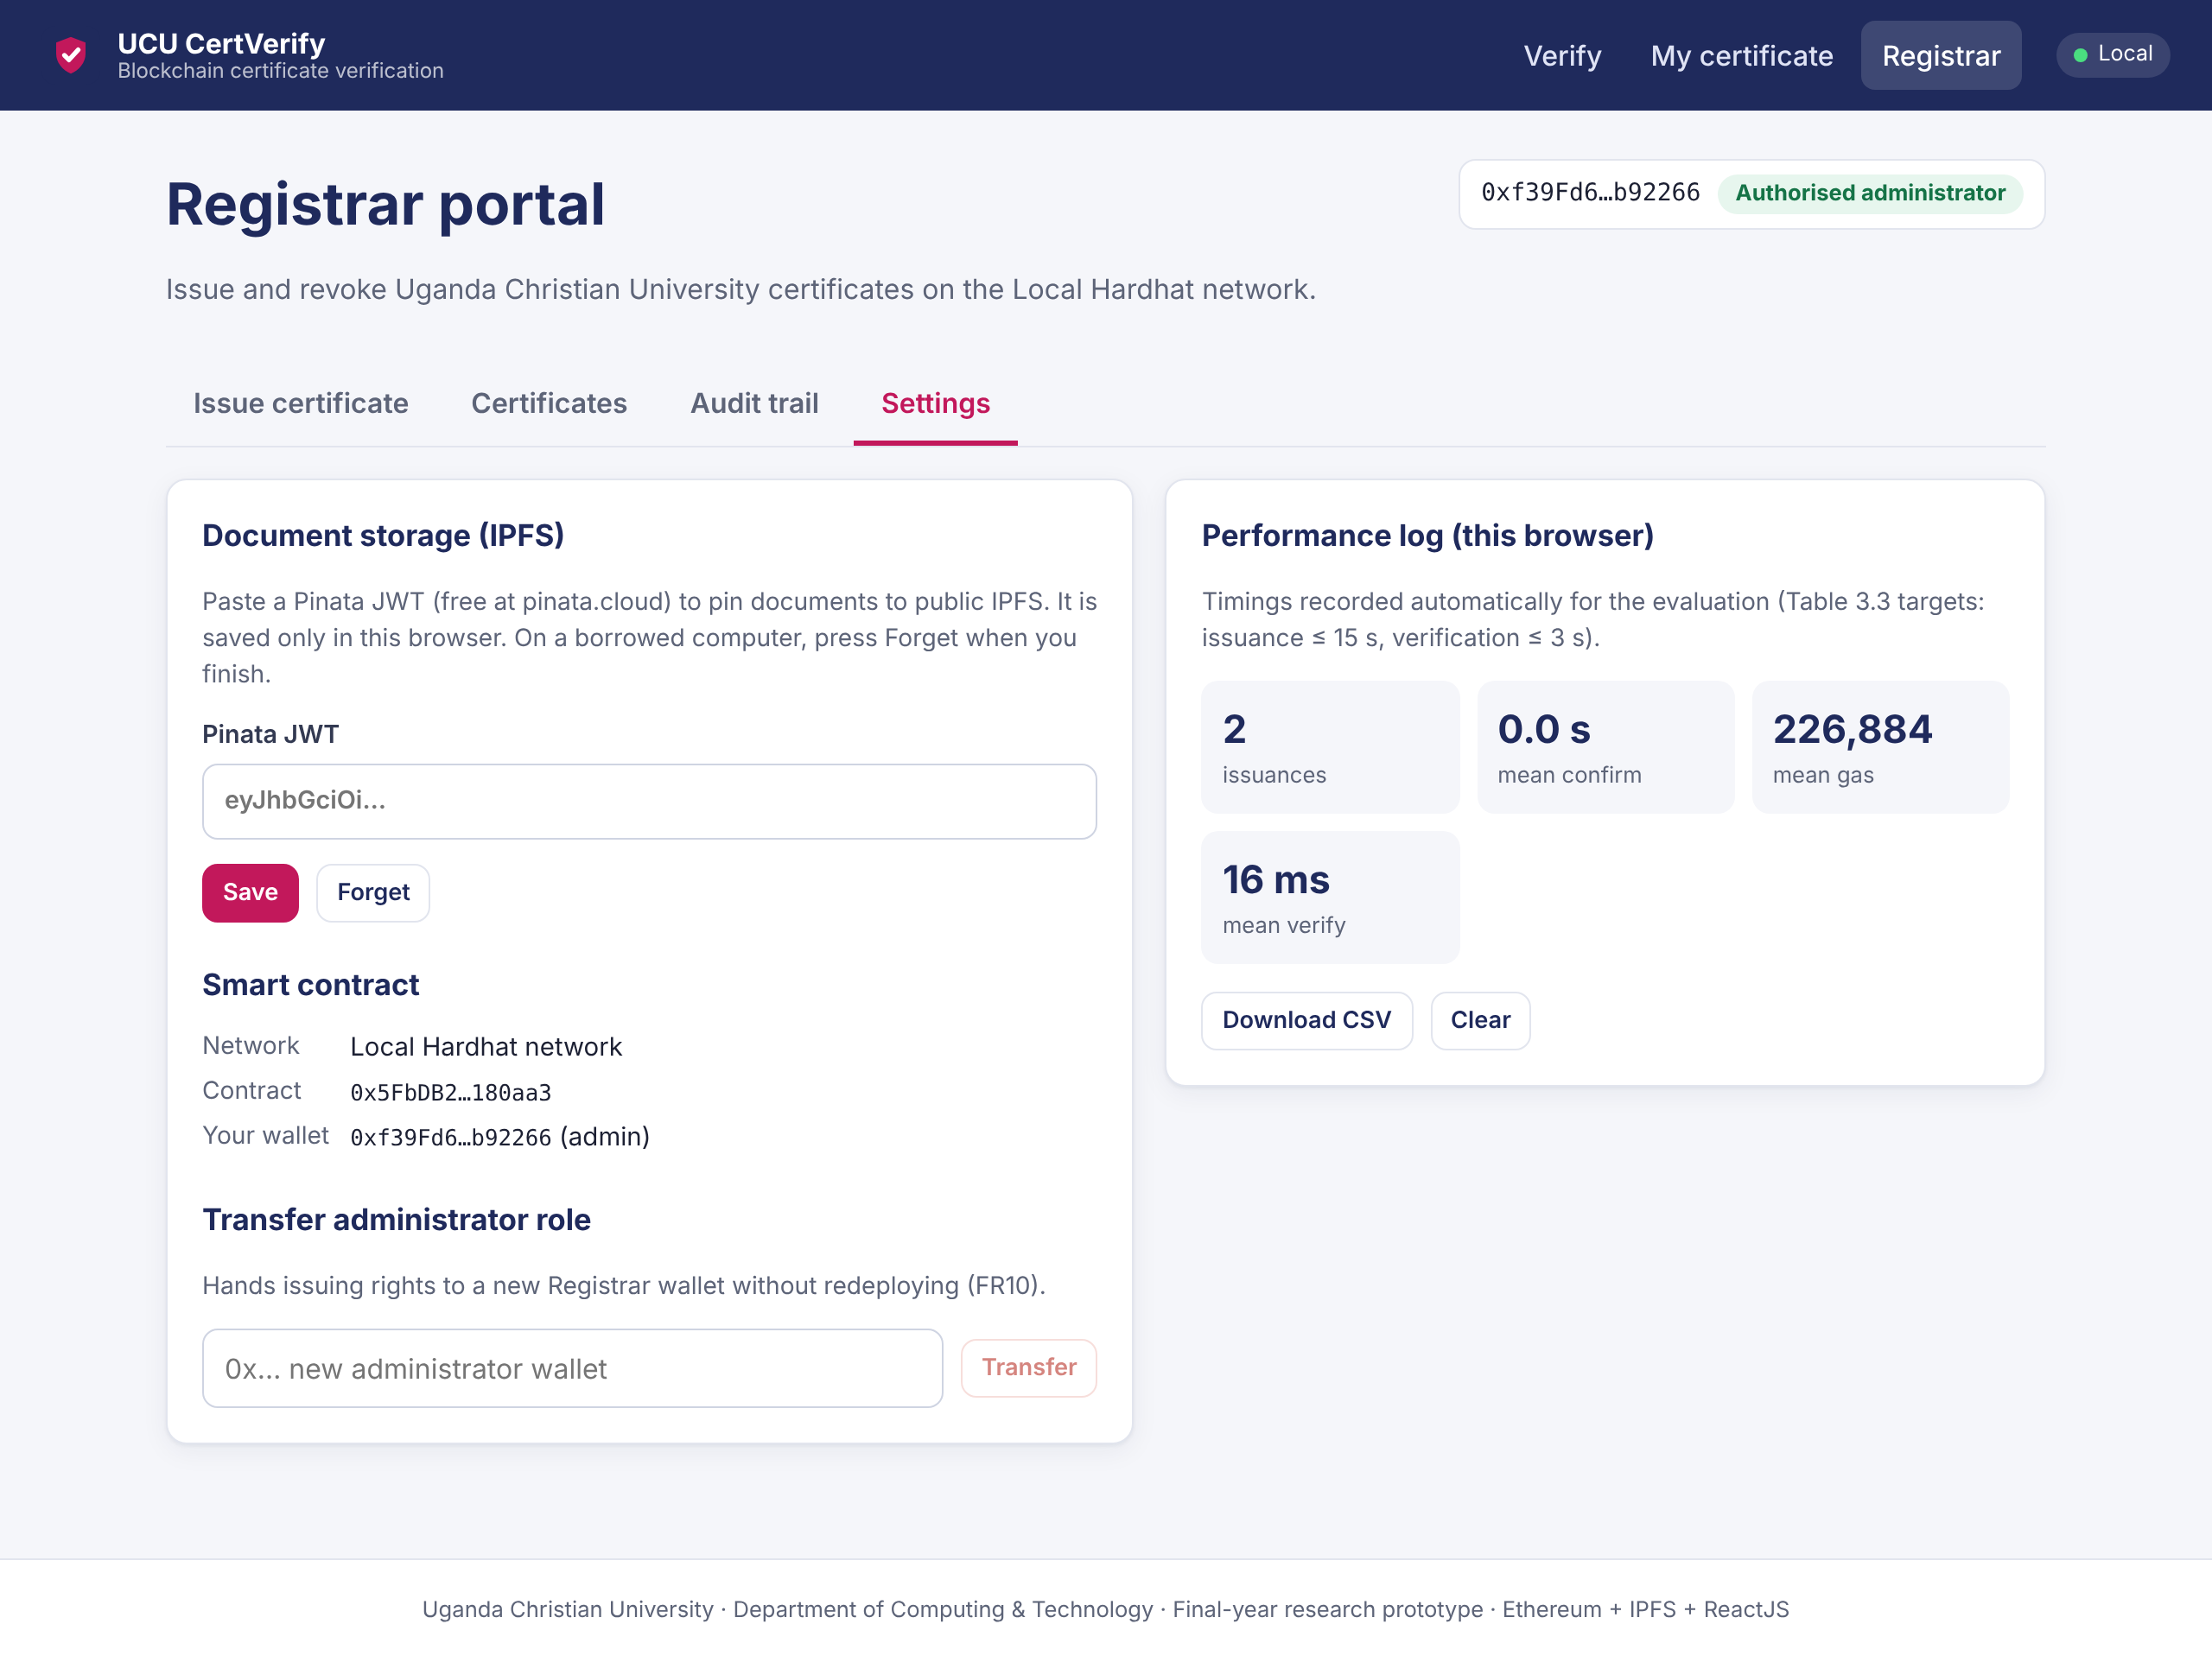 UCU CertVerify
Blockchain certificate verification
Verify
My certificate
Registrar
Local
Registrar portal
0xf39Fd6…b92266
Authorised administrator
Issue and revoke Uganda Christian University certificates on the Local Hardhat network.
Issue certificate
Certificates
Audit trail
Settings
Document storage (IPFS)
Paste a Pinata JWT (free at pinata.cloud) to pin documents to public IPFS. It is
saved only in this browser. On a borrowed computer, press Forget when you
finish.
Pinata JWT
eyJhbGciOi…
Save
Forget
Smart contract
Network Local Hardhat network
Contract 0x5FbDB2…180aa3
Your wallet 0xf39Fd6…b92266 (admin)
Transfer administrator role
Hands issuing rights to a new Registrar wallet without redeploying (FR10).
0x… new administrator wallet
Transfer
Performance log (this browser)
Timings recorded automatically for the evaluation (Table 3.3 targets:
issuance ≤ 15 s, verification ≤ 3 s).
2
issuances
0.0 s
mean confirm
226,884
mean gas
16 ms
mean verify
Download CSV
Clear
Uganda Christian University · Department of Computing & Technology · Final-year research prototype · Ethereum + IPFS + ReactJS